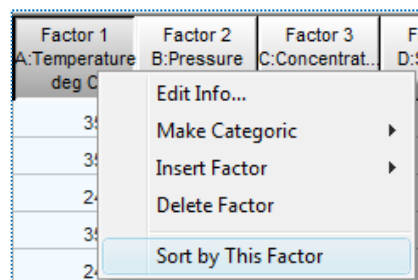 Factor 1 Factor 2 Factor 3
A:Temperature B:Pressure C:Concentrat...
deg C
Edit Info...
Make Categoric
Insert Factor
Delete Factor
Sort by This Factor